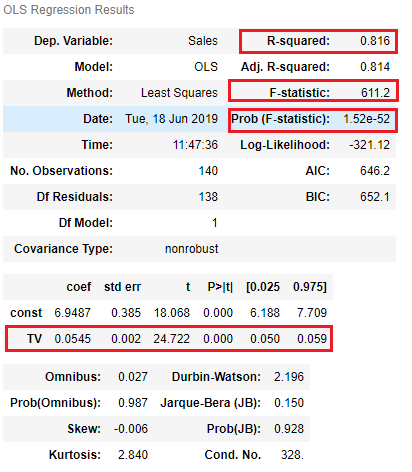 OLS Regression Results
Dep. Variable: Sales R-squared: 0.816
Model: OLS Adj. R-squared: 0.814
Method: Least Squares F-statistic: 611.2
Date: Tue, 18 Jun 2019 Prob (F-statistic): 1.52e-52
Time: 11:47:36 Log-Likelihood: -321.12
No. Observations: 140 AIC: 646.2
Df Residuals: 138 BIC: 652.1
Df Model: 1
Covariance Type: nonrobust
coef std err t P>|t| [0.025 0.975]
const 6.9487 0.385 18.068 0.000 6.188 7.709
TV 0.0545 0.002 24.722 0.000 0.050 0.059
Omnibus: 0.027 Durbin-Watson: 2.196
Prob(Omnibus): 0.987 Jarque-Bera (JB): 0.150
Skew: -0.006 Prob(JB): 0.928
Kurtosis: 2.840 Cond. No. 328.